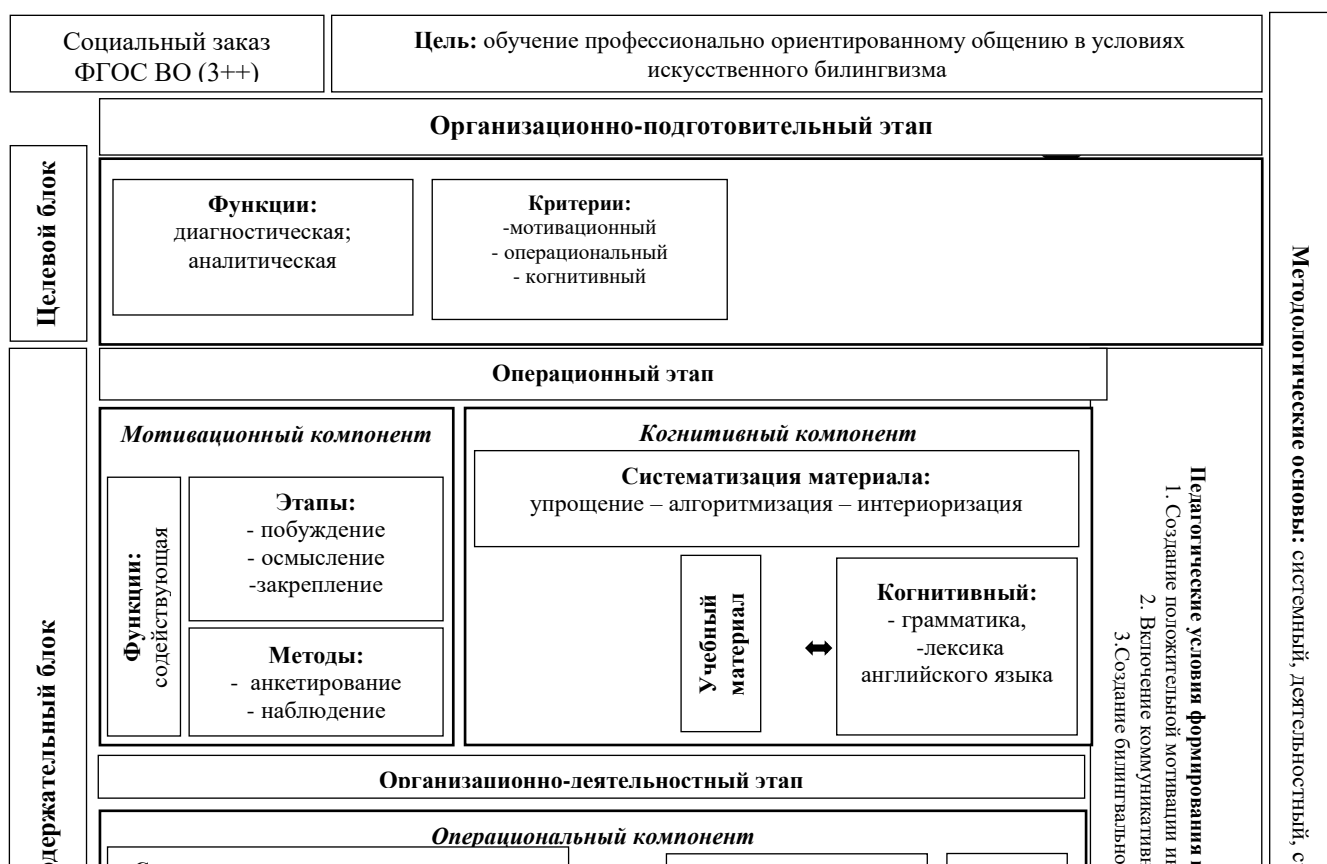 Социальный заказ
ФГОС ВО (3++)
Цель: обучение профессионально ориентированному общению в условиях
искусственного билингвизма
Организационно-подготовительный этап
Целевой блок
Функции:
диагностическая;
аналитическая
Критерии:
-мотивационный
- операциональный
- когнитивный
Операционный этап
Мотивационный компонент
Функции:
содействующая
Этапы:
- побуждение
- осмысление
-закрепление
Методы:
- анкетирование
- наблюдение
Когнитивный компонент
Систематизация материала:
упрощение – алгоритмизация – интериоризация
Учебный
материал
Когнитивный:
- грамматика,
-лексика
английского языка
Организационно-деятельностный этап
Операциональный компонент
блок
Педагогические условия формирования
1. Создание положительной мотивации
2. Включение
3.Создание
Методологические основы: системный, деятельностный,